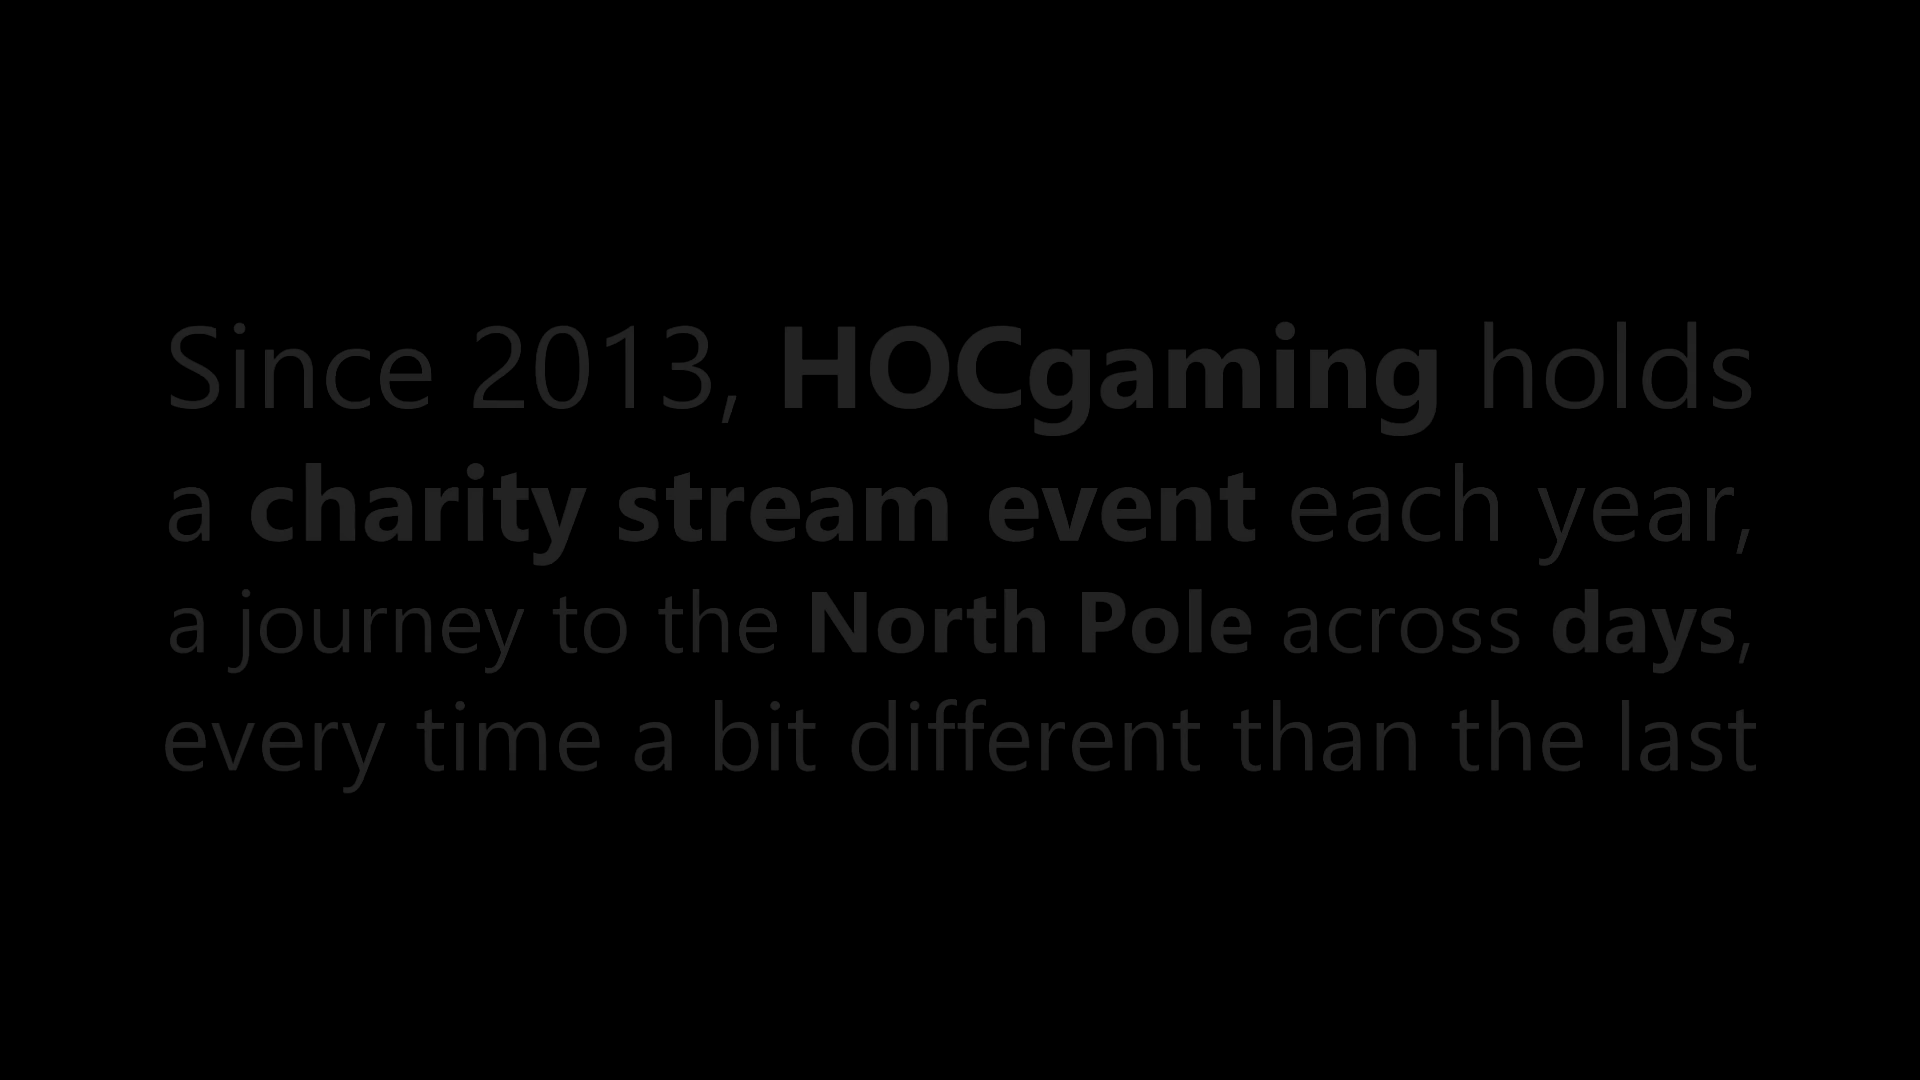 Since 2013, HOCgaming holds
a charity stream event each year,
a journey to the North Pole across days,
every time a bit different than the last